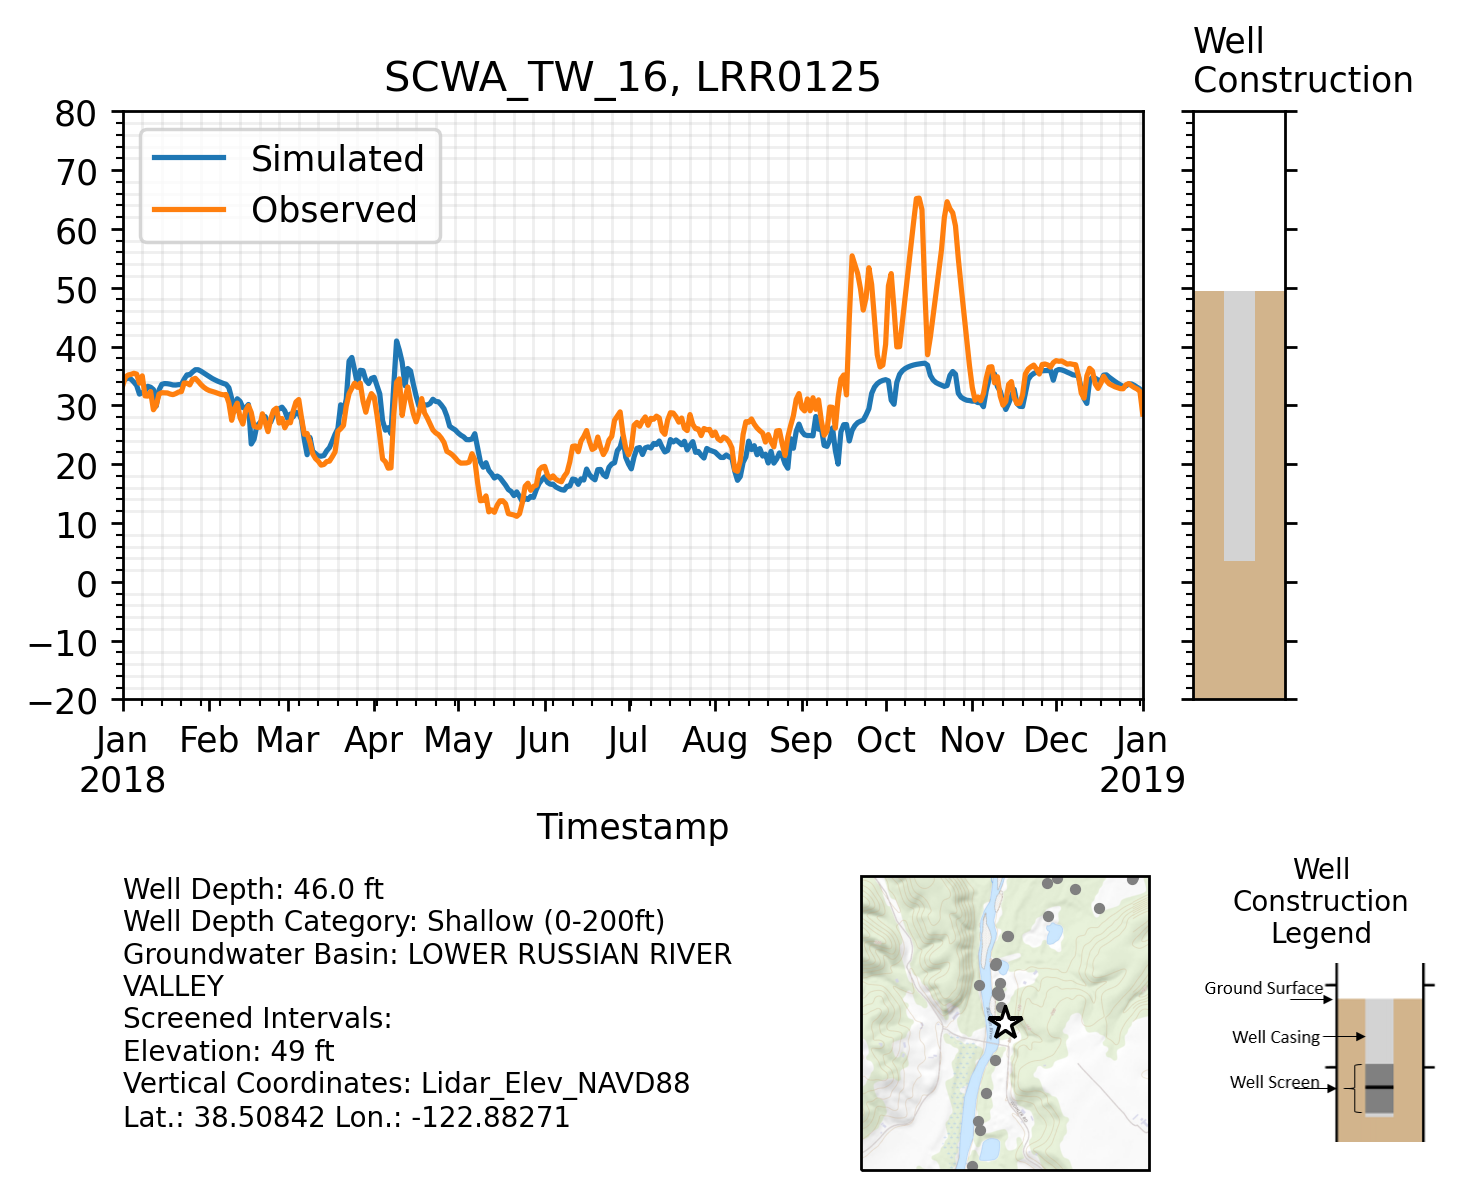 Well
Construction
SCWA_TW_16, LRR0125
80
70
60
50
40
30
20
10
0
−10
−20
Simulated
Observed
Jan Feb Mar Apr May Jun Jul Aug Sep Oct Nov Dec Jan
2018 2019
Timestamp
Well Depth: 46.0 ft
Well Depth Category: Shallow (0-200ft)
Groundwater Basin: LOWER RUSSIAN RIVER
VALLEY
Screened Intervals:
Elevation: 49 ft
Vertical Coordinates: Lidar_Elev_NAVD88
Lat.: 38.50842 Lon.: -122.88271
Well
Construction
Legend
Ground Surface
Well Casing
Well Screen